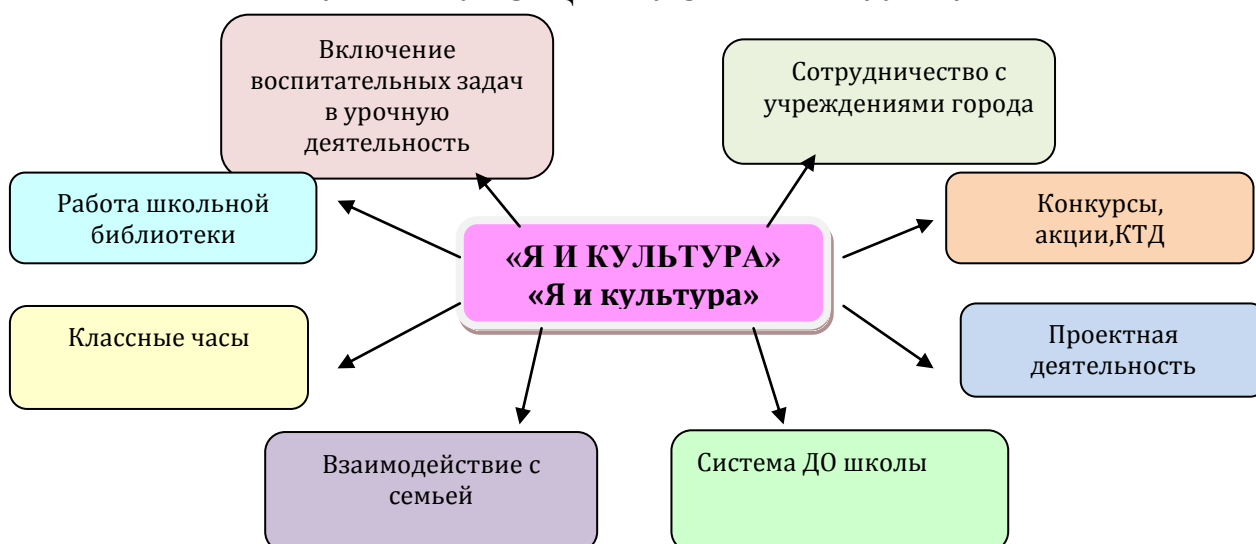 Включение
воспитательных задач
в урочную
деятельность
Сотрудничество с
учреждениями города
Работа школьной
библиотеки
Конкурсы,
акции,КТД
«Я И КУЛЬТУРА»
«Я и культура»
Классные часы
Проектная
деятельность
Взаимодействие с
семьей
Система ДО школы